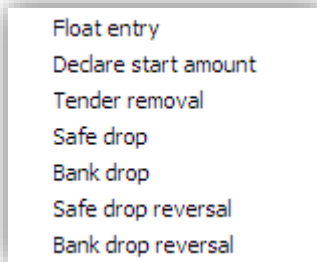 Float entry
Declare start amount
Tender removal
Safe drop
Bank drop
Safe drop reversal
Bank drop reversal